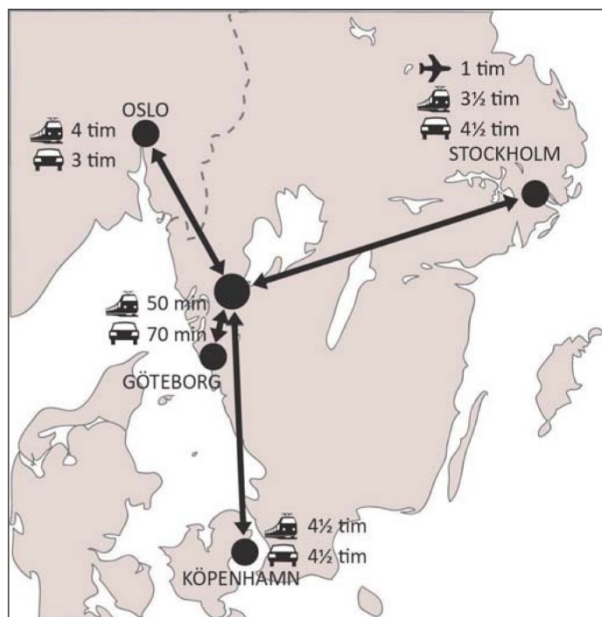 1 tim
3½ tim
4½ tim
STOCKHOLM
OSLO
4 tim
3 tim
50 min
70 min
GÖTEBORG
4½ tim
4½ tim
KÖPENHAMN